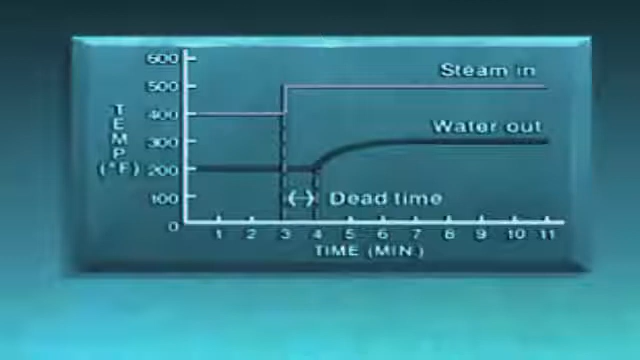 600
Steam in
500
400
Water out
300
TEMP
(°F)
200
100
Dead time
0
1 2 3 4 5 6 7 8 9 10 11
TIME (MIN.)